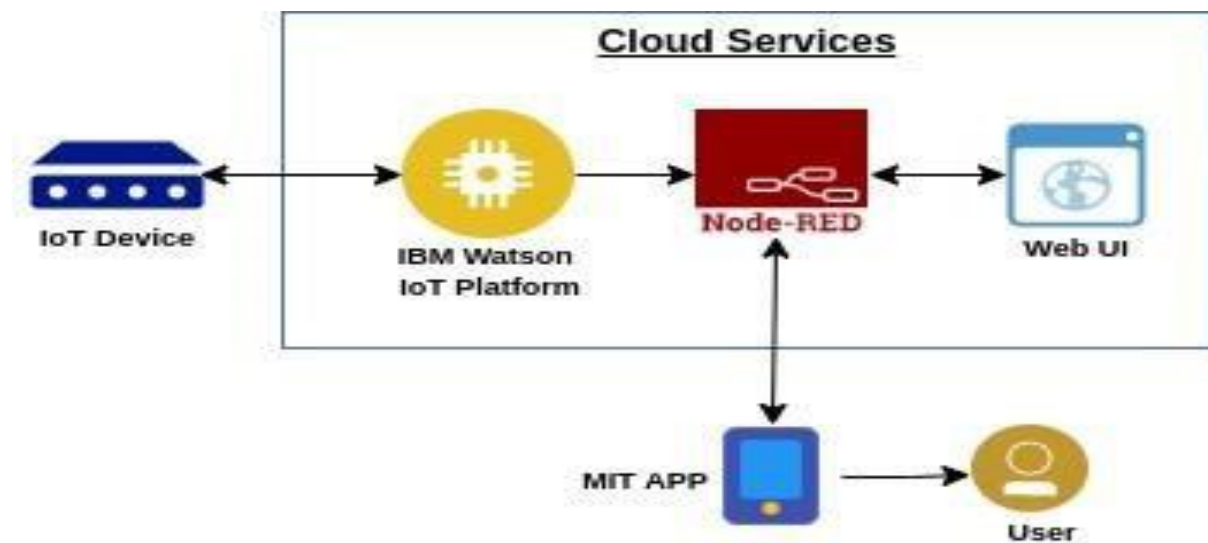 Cloud Services
IoT Device
IBM Watson
IoT Platform
Node-RED
Web UI
MIT APP
User